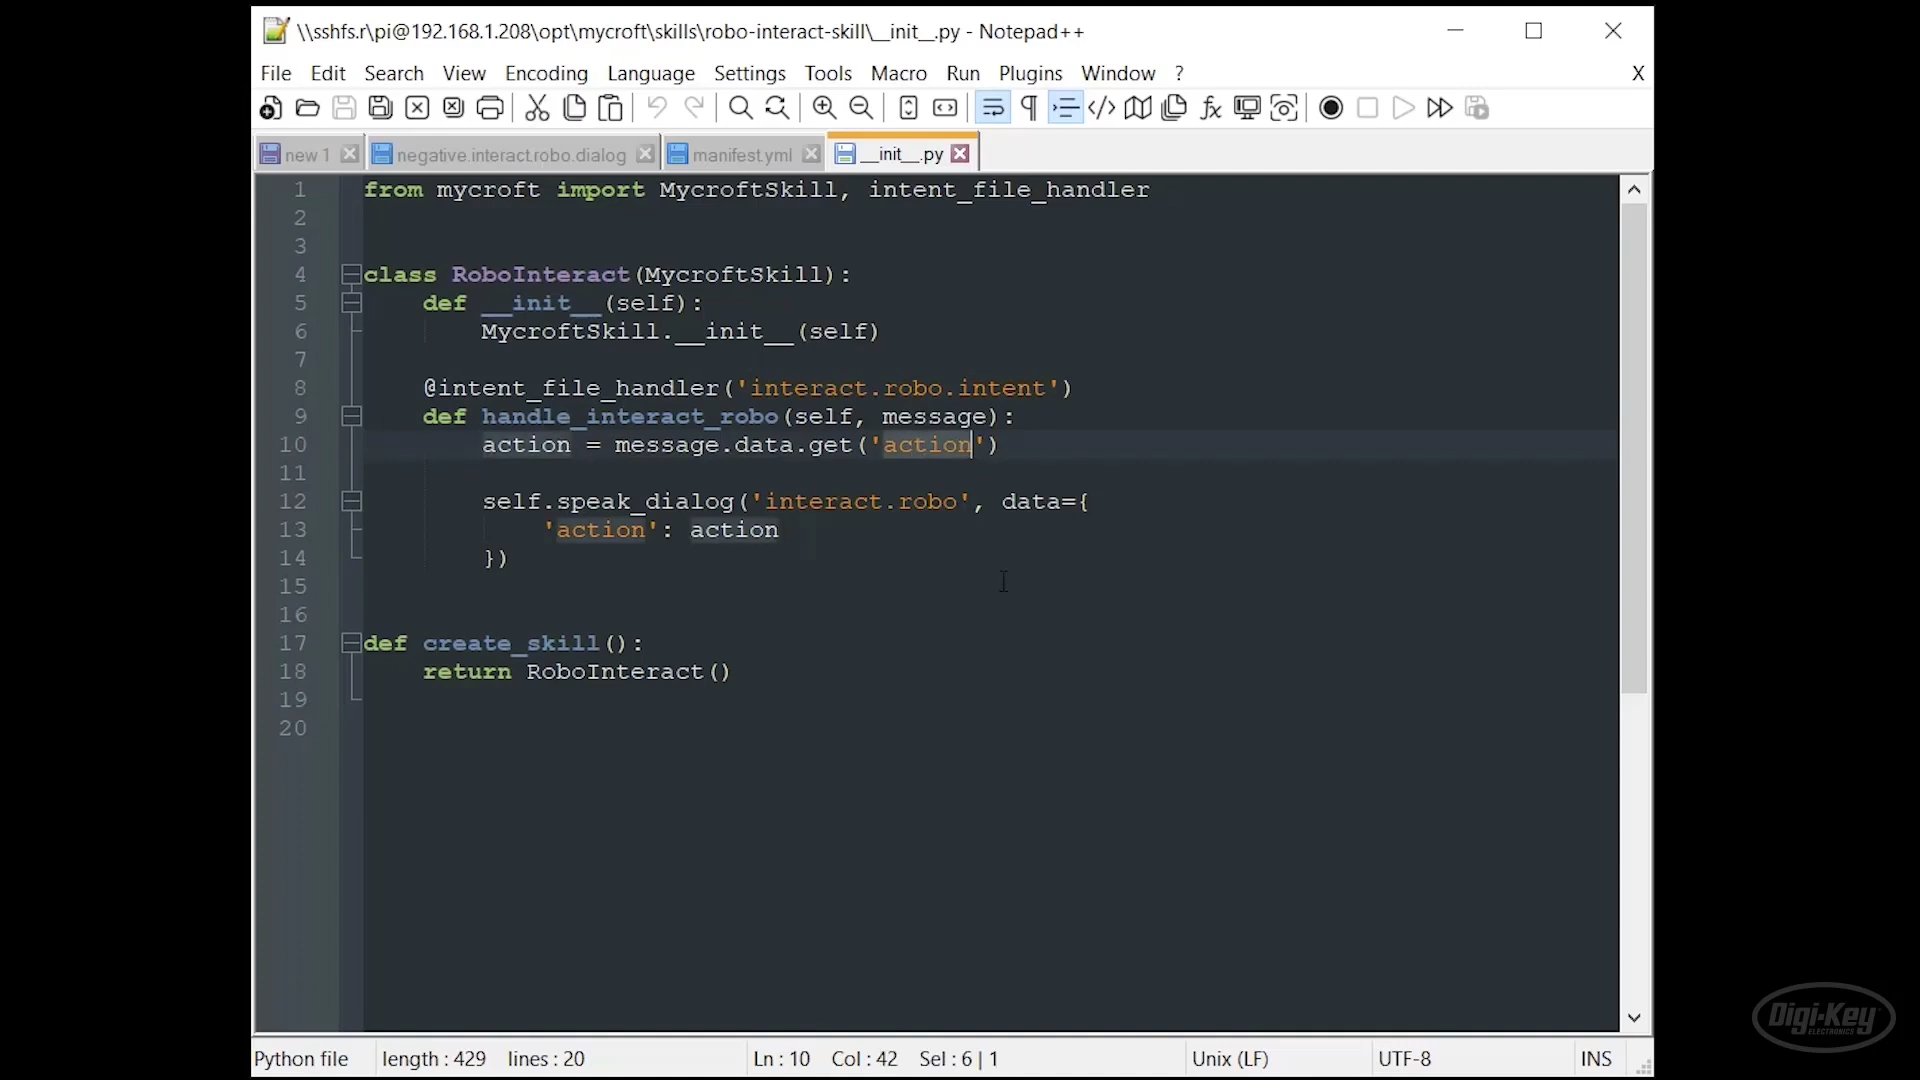 \\sshfs.r\pi@192.168.1.208\opt\mycroft\skills\robo-interact-skill\__init__.py - Notepad++
File Edit Search View Encoding Language Settings Tools Macro Run Plugins Window ? X
new 1 negative.interact.robo.dialog manifest.yml __init__.py
1 from mycroft import MycroftSkill, intent_file_handler
2
3
4 class RoboInteract(MycroftSkill):
5 def __init__(self):
6 MycroftSkill.__init__(self)
7
8 @intent_file_handler('interact.robo.intent')
9 def handle_interact_robo(self, message):
10 action = message.data.get('action')
11
12 self.speak_dialog('interact.robo', data={
13 'action': action
14 })
15
16
17 def create_skill():
18 return RoboInteract()
19
20
Digi-Key
ELECTRONICS
Python file length : 429 lines : 20 Ln : 10 Col : 42 Sel : 6 | 1 Unix (LF) UTF-8 INS